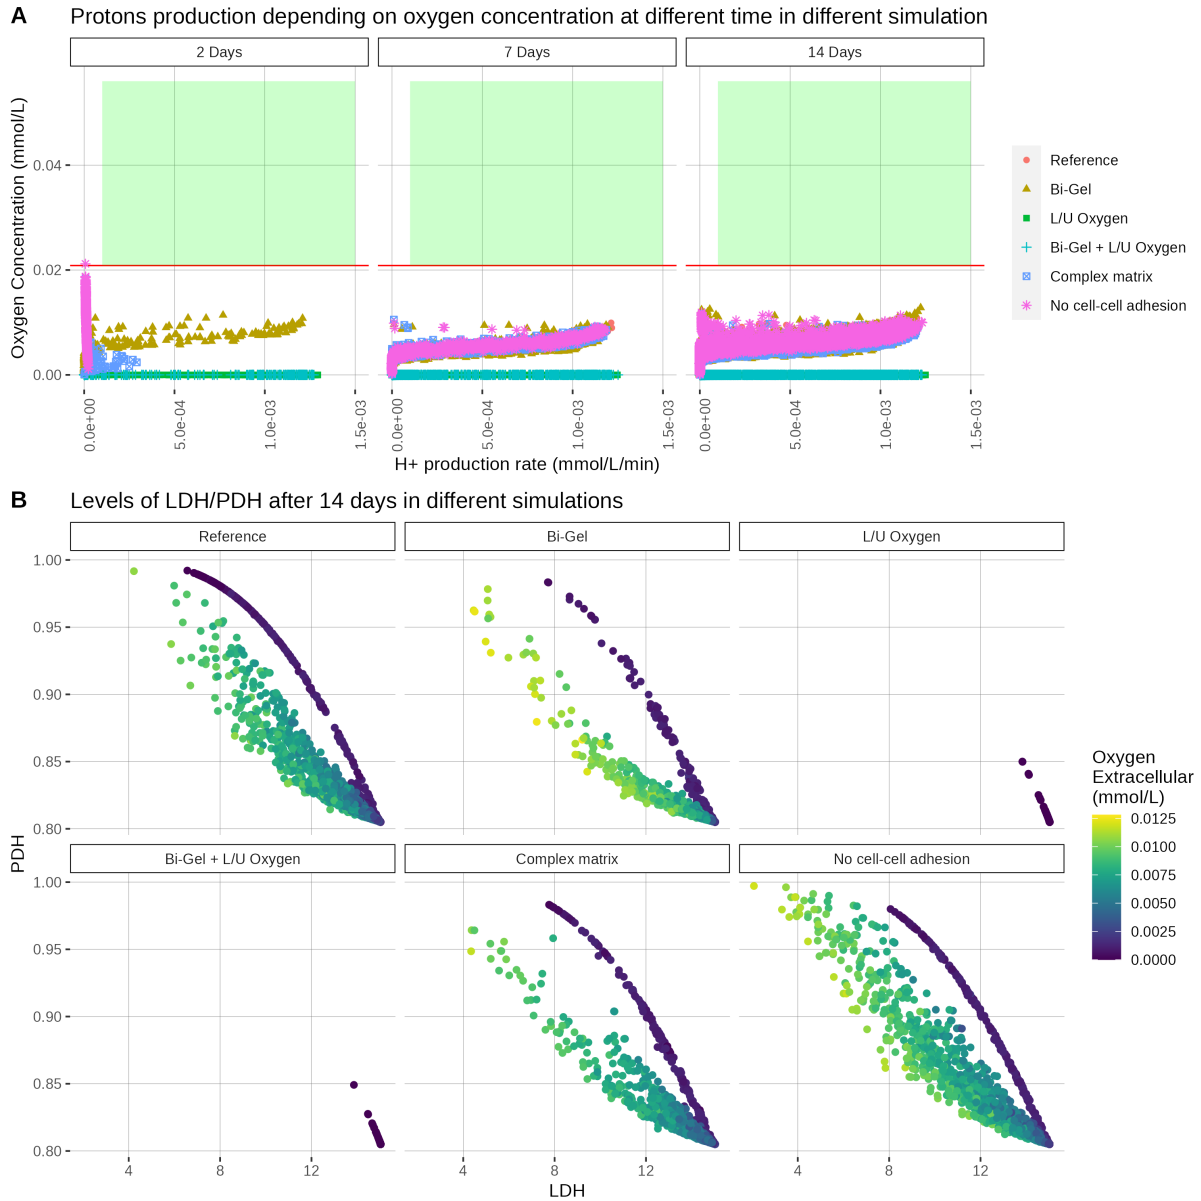 A
Protons production depending on oxygen concentration at different time in different simulation
2 Days
7 Days
14 Days
Oxygen Concentration (mmol/L)
0.04
0.02
0.00
0.0e+00
5.0e-04
1.0e-03
1.5e-03
0.0e+00
5.0e-04
1.0e-03
1.5e-03
0.0e+00
5.0e-04
1.0e-03
1.5e-03
H+ production rate (mmol/L/min)
Reference
Bi-Gel
L/U Oxygen
Bi-Gel + L/U Oxygen
Complex matrix
No cell-cell adhesion
B
Levels of LDH/PDH after 14 days in different simulations
Reference
Bi-Gel
L/U Oxygen
1.00
0.95
0.90
0.85
0.80
PDH
Bi-Gel + L/U Oxygen
Complex matrix
No cell-cell adhesion
1.00
0.95
0.90
0.85
0.80
4
8
12
4
8
12
4
8
12
LDH
Oxygen
Extracellular
(mmol/L)
0.0125
0.0100
0.0075
0.0050
0.0025
0.0000